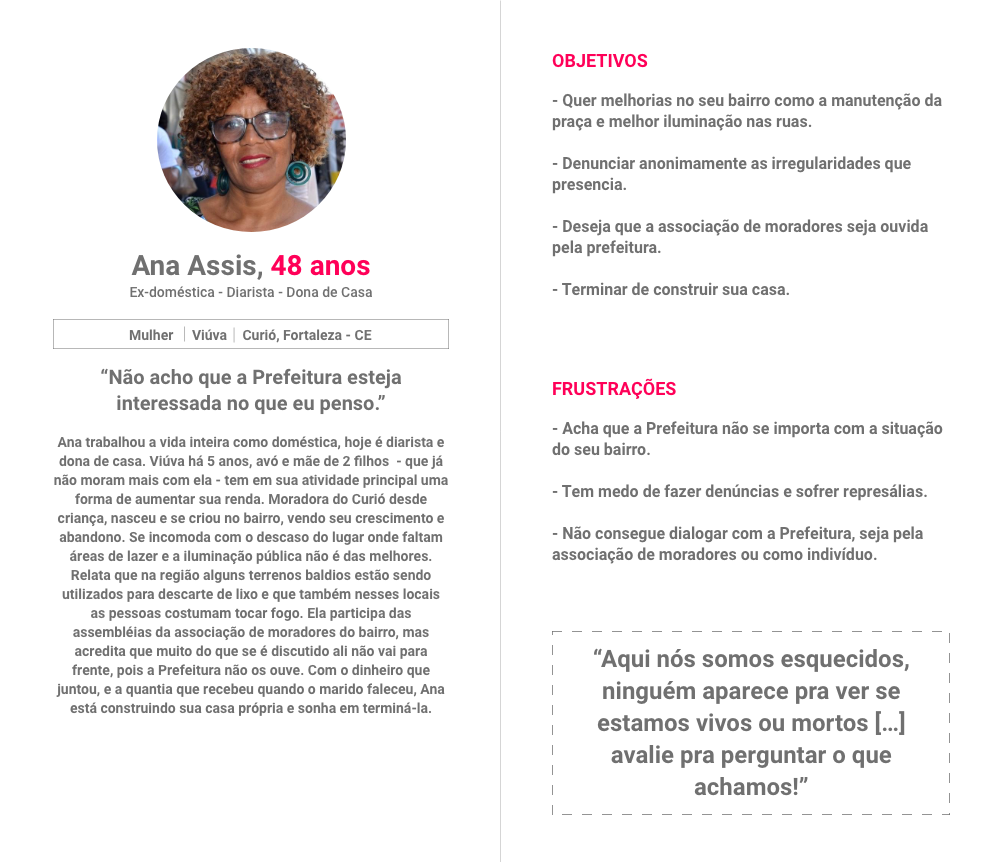 Ana Assis, 48 anos
Ex-doméstica - Diarista - Dona de Casa
Mulher | Viúva | Curió, Fortaleza - CE
“Não acho que a Prefeitura esteja
interessada no que eu penso.”
Ana trabalhou a vida inteira como doméstica, hoje é diarista e
dona de casa. Viúva há 5 anos, avó e mãe de 2 filhos  - que já
não moram mais com ela - tem em sua atividade principal uma
forma de aumentar sua renda. Moradora do Curió desde
criança, nasceu e se criou no bairro, vendo seu crescimento e
abandono. Se incomoda com o descaso do lugar onde faltam
áreas de lazer e a iluminação pública não é das melhores.
Relata que na região alguns terrenos baldios estão sendo
utilizados para descarte de lixo e que também nesses locais
as pessoas costumam tocar fogo. Ela participa das
assembléias da associação de moradores do bairro, mas
acredita que muito do que se é discutido ali não vai para
frente, pois a Prefeitura não os ouve. Com o dinheiro que
juntou, e a quantia que recebeu quando o marido faleceu, Ana
está construindo sua casa própria e sonha em terminá-la.
OBJETIVOS
- Quer melhorias no seu bairro como a manutenção da
praça e melhor iluminação nas ruas.
- Denunciar anonimamente as irregularidades que
presencia.
- Deseja que a associação de moradores seja ouvida
pela prefeitura.
- Terminar de construir sua casa.
FRUSTRAÇÕES
- Acha que a Prefeitura não se importa com a situação
do seu bairro.
- Tem medo de fazer denúncias e sofrer represálias.
- Não consegue dialogar com a Prefeitura, seja pela
associação de moradores ou como indivíduo.
“Aqui nós somos esquecidos,
ninguém aparece pra ver se
estamos vivos ou mortos [...]
avalie pra perguntar o que
achamos!”